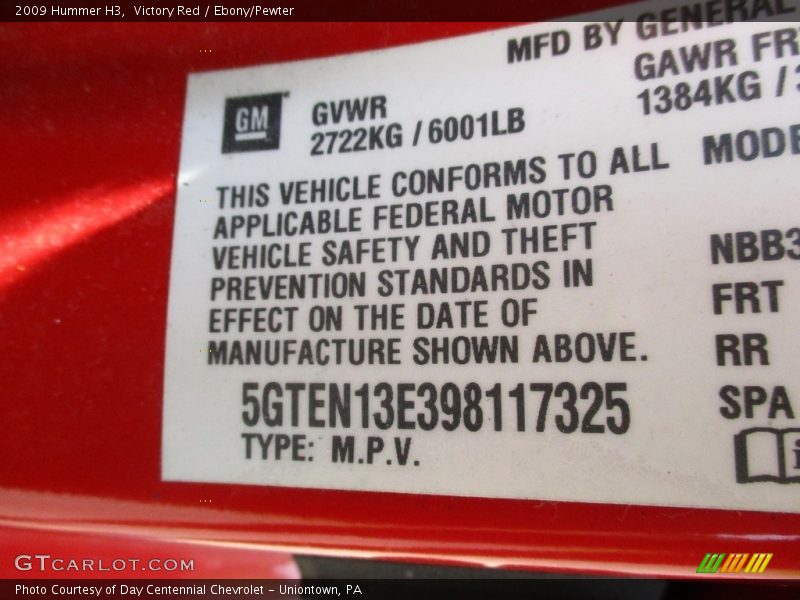 2009 Hummer H3, Victory Red / Ebony/Pewter
MFD BY GENERAL
GM
GVWR
2722KG / 6001LB
GAWR
1384KG /
THIS VEHICLE CONFORMS TO ALL
APPLICABLE FEDERAL MOTOR
VEHICLE SAFETY AND THEFT
PREVENTION STANDARDS IN
EFFECT ON THE DATE OF
MANUFACTURE SHOWN ABOVE.
5GTEN13E398117325
TYPE: M.P.V.
NBB3
FRT
RR
SPA
GTCARLOT.COM
Photo Courtesy of Day Centennial Chevrolet - Uniontown, PA